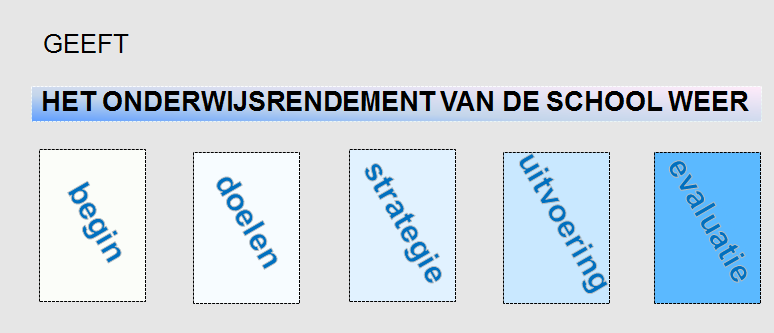 GEEFT
HET ONDERWIJSRENDEMENT VAN DE SCHOOL WEER
begin
doelen
strategie
uitvoering
evaluatie